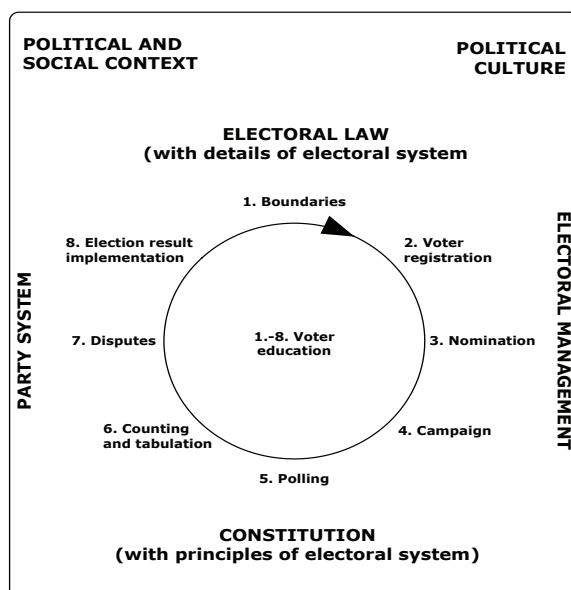 POLITICAL AND
SOCIAL CONTEXT
POLITICAL
CULTURE
ELECTORAL LAW
(with details of electoral system
1. Boundaries
8. Election result
implementation
2. Voter
registration
PARTY SYSTEM
7. Disputes
1.-8. Voter
education
3. Nomination
ELECTORAL MANAGEMENT
6. Counting
and tabulation
4. Campaign
5. Polling
CONSTITUTION
(with principles of electoral system)